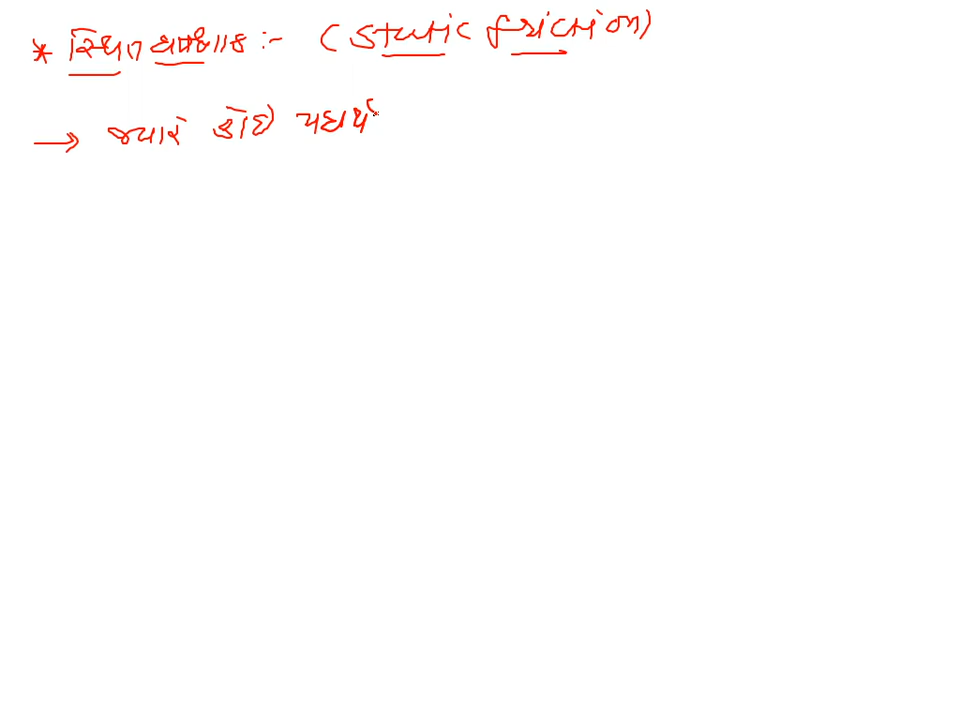 * સ્થિત ઘર્ષણાંક :- ( Static friction )
→ જ્યારે કોઈ પદાર્થ